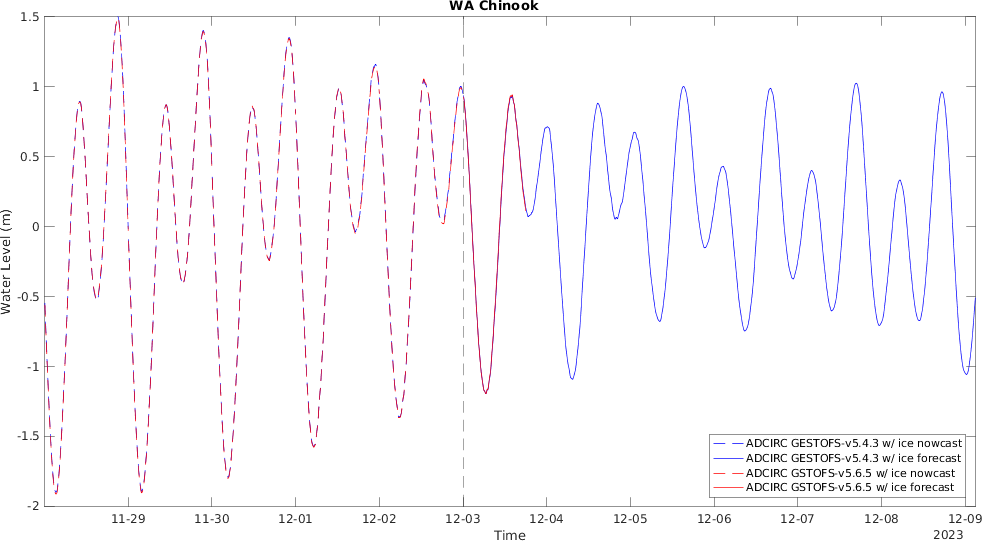 WA Chinook
1.5
1
0.5
0
-0.5
-1
-1.5
-2
Water Level (m)
11-29 11-30 12-01 12-02 12-03 12-04 12-05 12-06 12-07 12-08 12-09
2023
Time
ADCIRC GESTOFS-v5.4.3 w/ ice nowcast
ADCIRC GESTOFS-v5.4.3 w/ ice forecast
ADCIRC GSTOFS-v5.6.5 w/ ice nowcast
ADCIRC GSTOFS-v5.6.5 w/ ice forecast